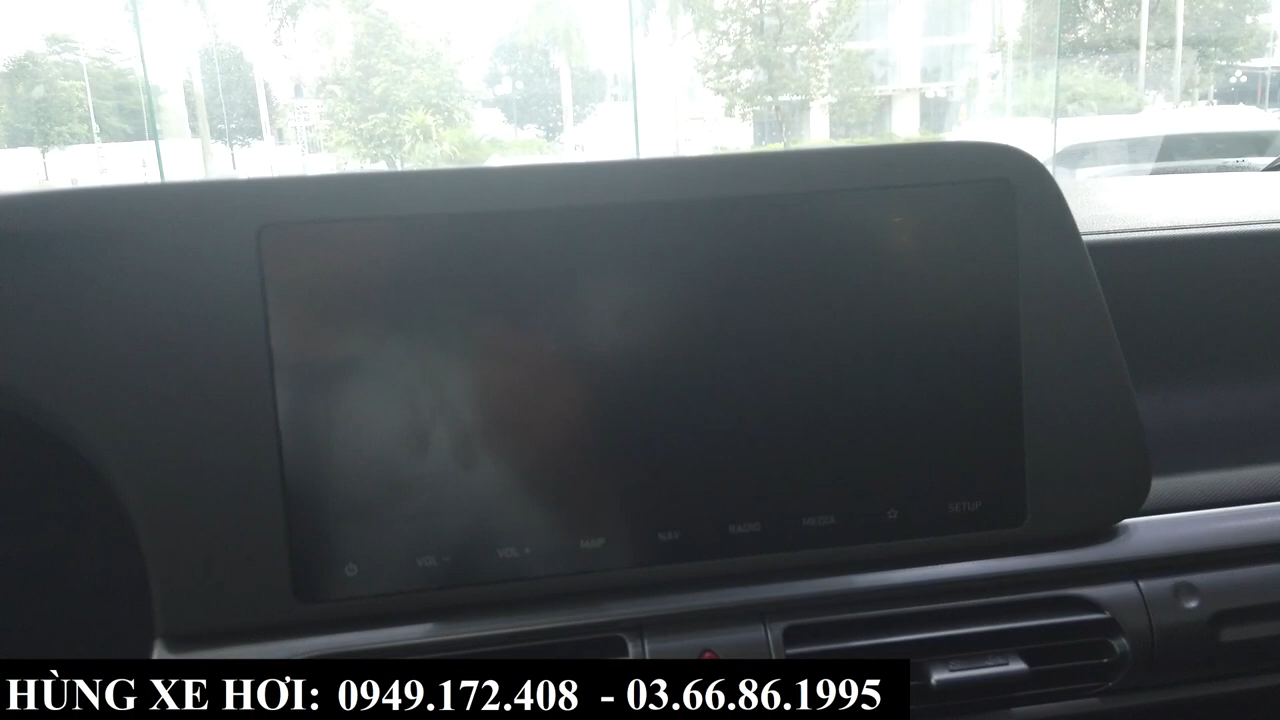 VOL - VOL + MAP NAV RADIO MEDIA ☆ SETUP
HÙNG XE HƠI: 0949.172.408 - 03.66.86.1995